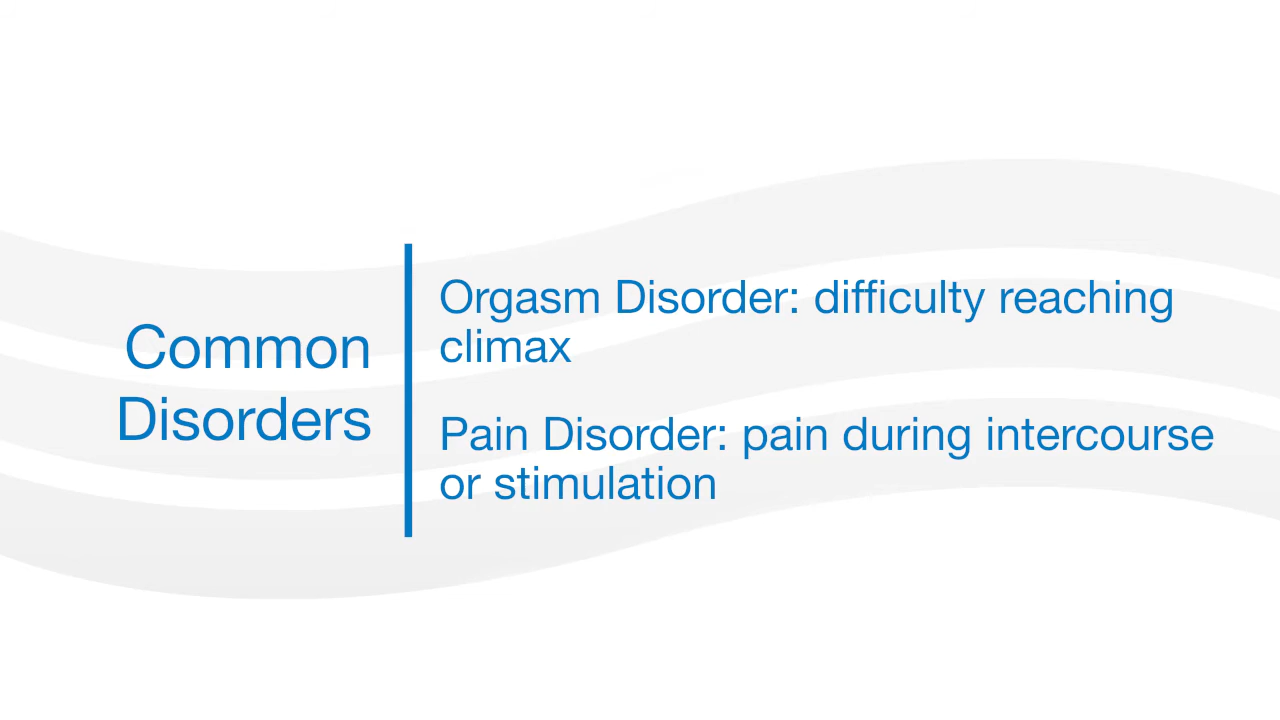 Common
Disorders
Orgasm Disorder: difficulty reaching
climax
Pain Disorder: pain during intercourse
or stimulation